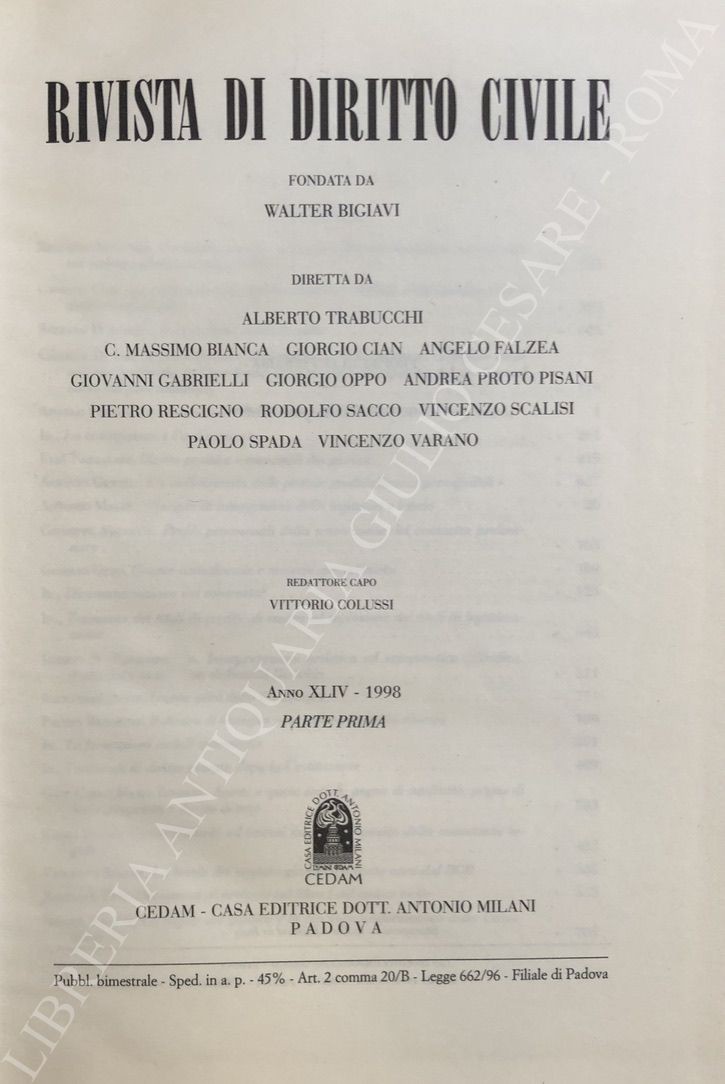 RIVISTA DI DIRITTO CIVILE
FONDATA DA
WALTER BIGIAVI
DIRETTA DA
ALBERTO TRABUCCHI
C. MASSIMO BIANCA GIORGIO CIAN ANGELO FALZEA
GIOVANNI GABRIELLI GIORGIO OPPO ANDREA PROTO PISANI
PIETRO RESCIGNO RODOLFO SACCO VINCENZO SCALISI
PAOLO SPADA VINCENZO VARANO
REDATTORE CAPO
VITTORIO COLUSSI
ANNO XLIV - 1998
PARTE PRIMA
CASA EDITRICE DOTT. ANTONIO MILANI
CEDAM
CEDAM - CASA EDITRICE DOTT. ANTONIO MILANI
PADOVA
Pubbl. bimestrale - Sped. in a. p. - 45% - Art. 2 comma 20/B - Legge 662/96 - Filiale di Padova
LIBRERIA ANTIQUARIA GIULIO CESARE - ROMA